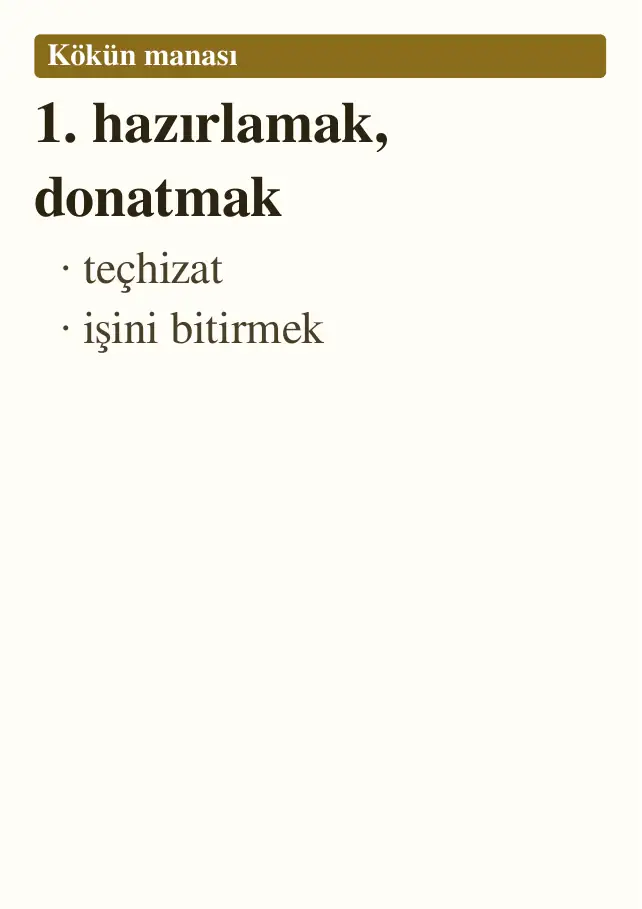 Kökün manası
1. hazırlamak,
donatmak
· teçhizat
· işini bitirmek